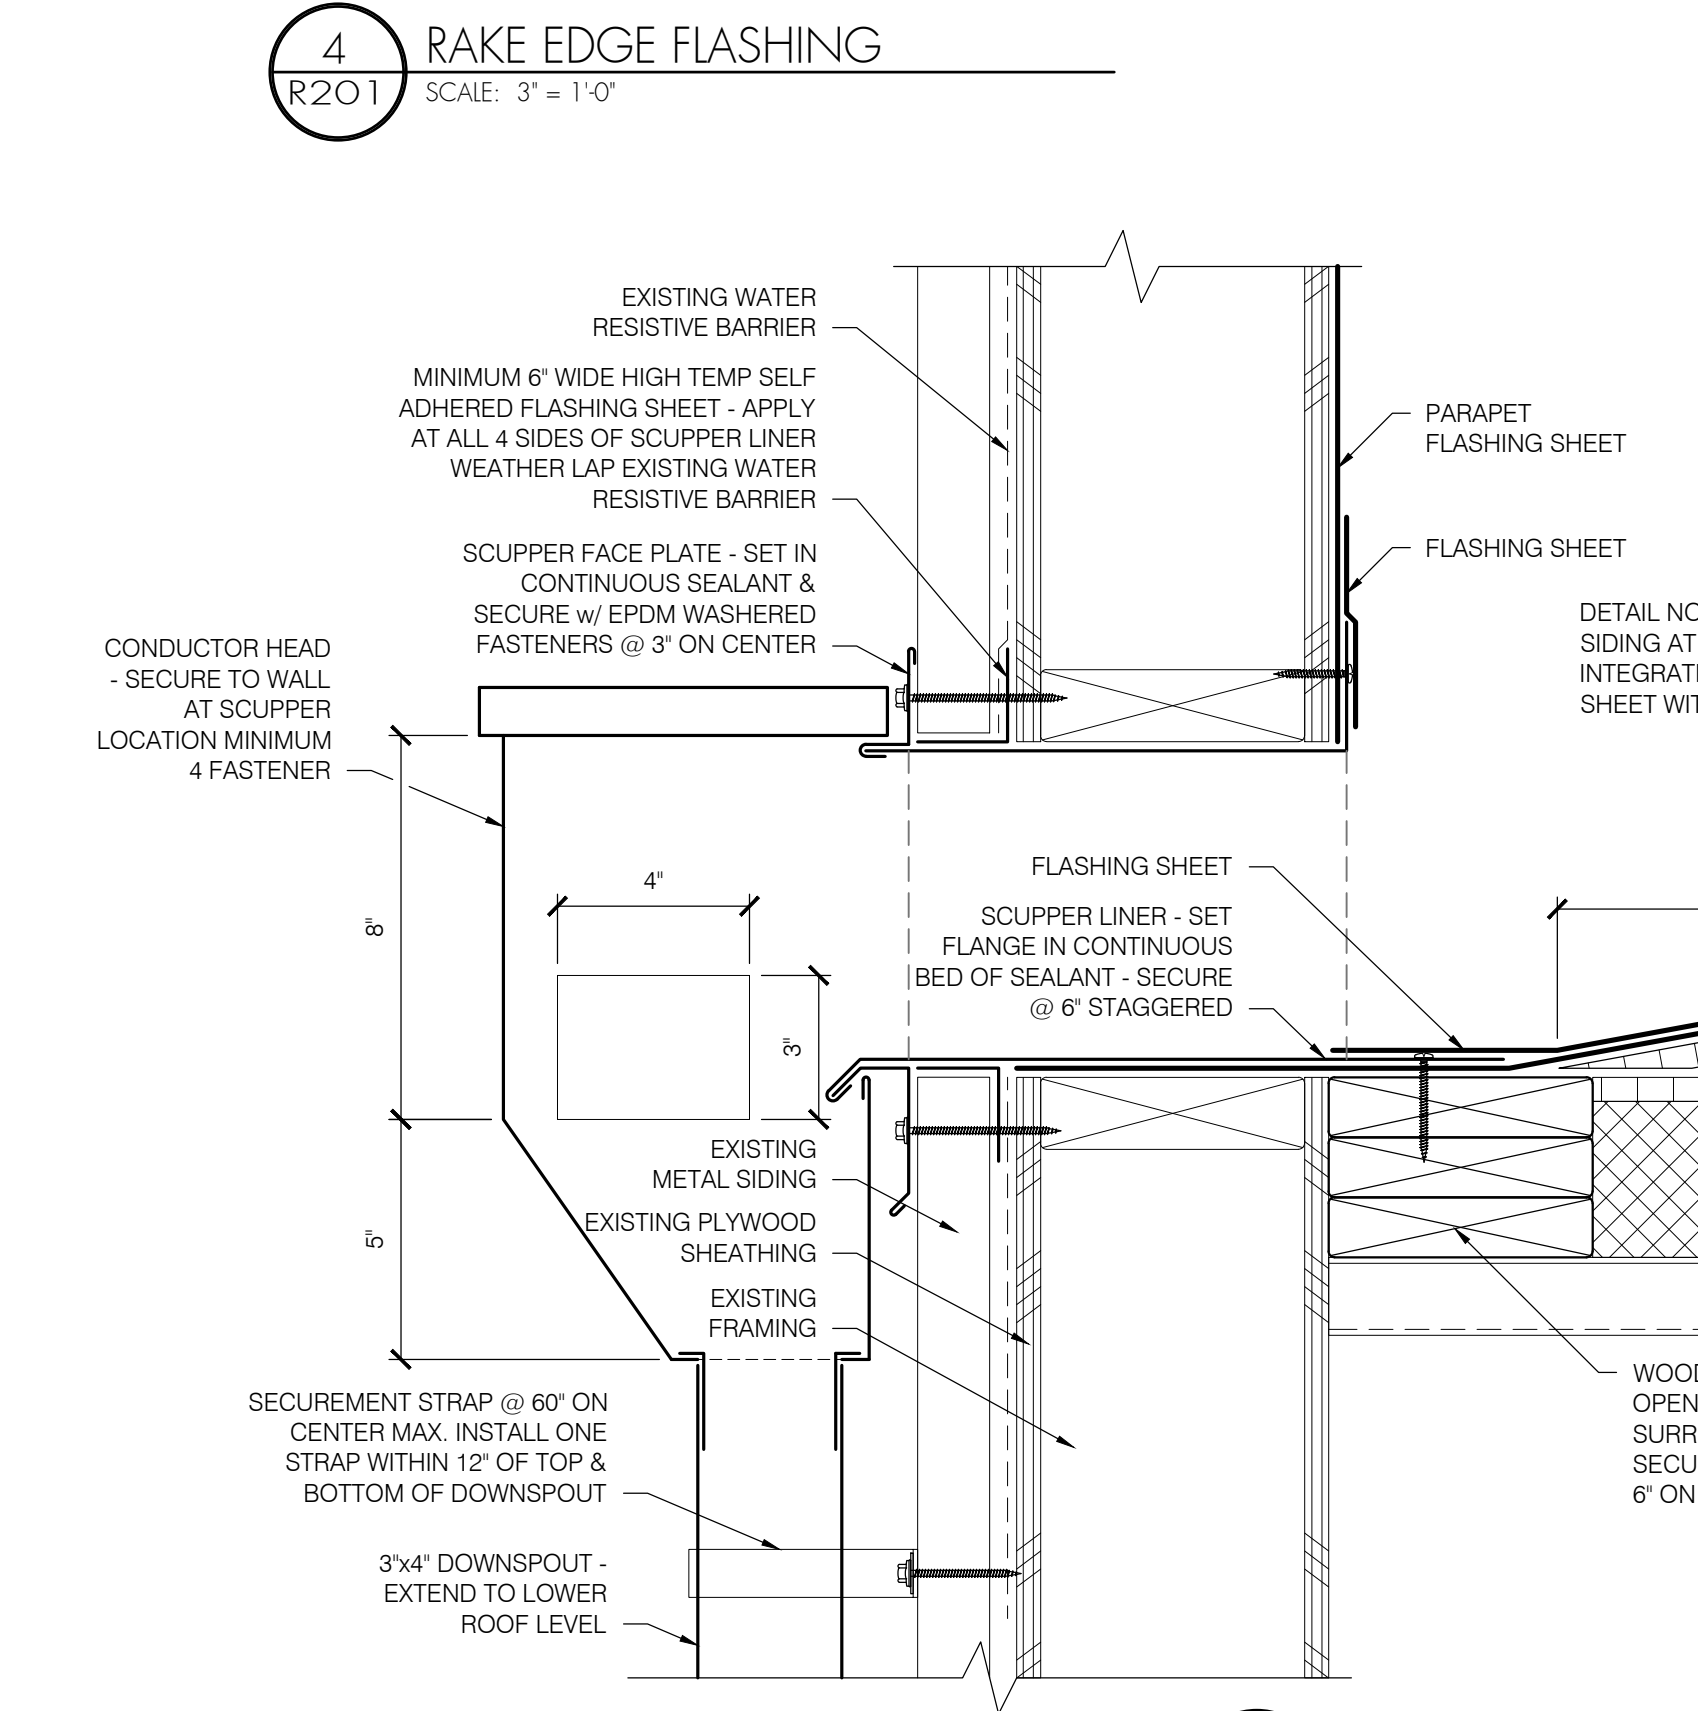 4
R201
RAKE EDGE FLASHING
SCALE: 3" = 1'-0"
EXISTING WATER
RESISTIVE BARRIER
MINIMUM 6" WIDE HIGH TEMP SELF
ADHERED FLASHING SHEET - APPLY
AT ALL 4 SIDES OF SCUPPER LINER
WEATHER LAP EXISTING WATER
RESISTIVE BARRIER
SCUPPER FACE PLATE - SET IN
CONTINUOUS SEALANT &
SECURE w/ EPDM WASHERED
FASTENERS @ 3" ON CENTER
CONDUCTOR HEAD
- SECURE TO WALL
AT SCUPPER
LOCATION MINIMUM
4 FASTENER
PARAPET
FLASHING SHEET
FLASHING SHEET
DETAIL NO
SIDING AT
INTEGRAT
SHEET WIT
8"
4"
3"
5"
FLASHING SHEET
SCUPPER LINER - SET
FLANGE IN CONTINUOUS
BED OF SEALANT - SECURE
@ 6" STAGGERED
EXISTING
METAL SIDING
EXISTING PLYWOOD
SHEATHING
EXISTING
FRAMING
SECUREMENT STRAP @ 60" ON
CENTER MAX. INSTALL ONE
STRAP WITHIN 12" OF TOP &
BOTTOM OF DOWNSPOUT
3"x4" DOWNSPOUT -
EXTEND TO LOWER
ROOF LEVEL
WOOD
OPEN
SURR
SECU
6" ON